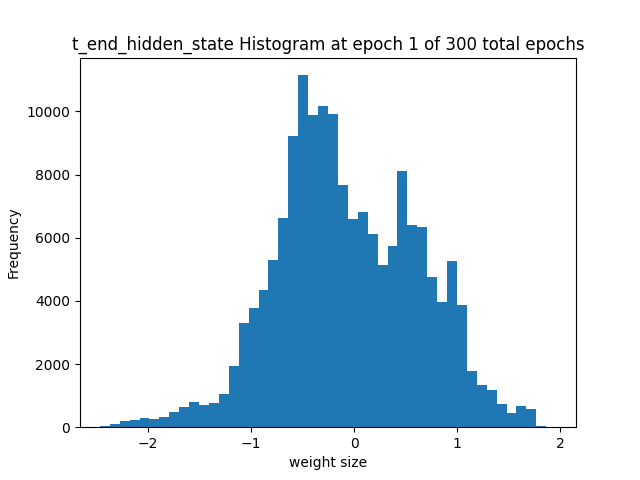 t_end_hidden_state Histogram at epoch 1 of 300 total epochs
10000
8000
6000
4000
2000
0
Frequency
−2 −1 0 1 2
weight size